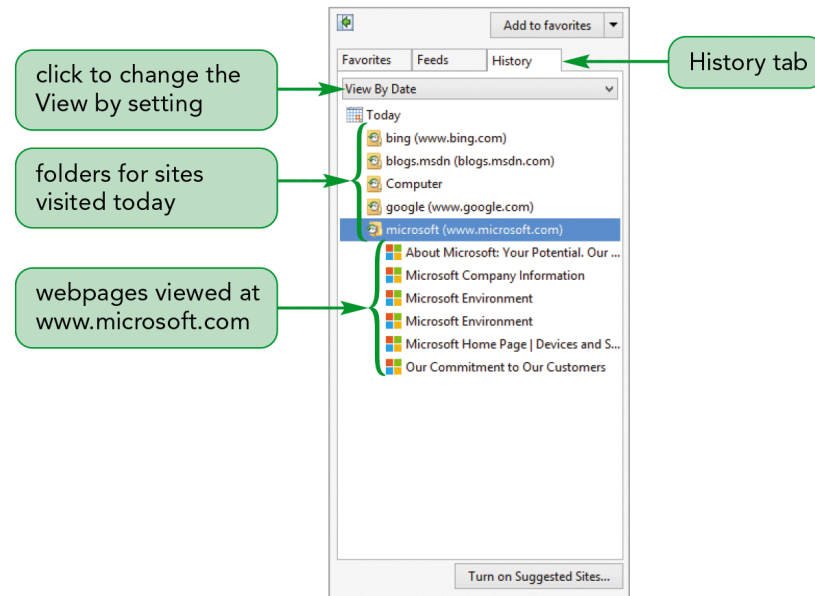 Add to favorites
Favorites Feeds History
History tab
click to change the
View by setting
View By Date
Today
bing (www.bing.com)
blogs.msdn (blogs.msdn.com)
folders for sites
visited today
Computer
google (www.google.com)
microsoft (www.microsoft.com)
About Microsoft: Your Potential. Our ...
Microsoft Company Information
webpages viewed at
www.microsoft.com
Microsoft Environment
Microsoft Environment
Microsoft Home Page | Devices and S...
Our Commitment to Our Customers
Turn on Suggested Sites...